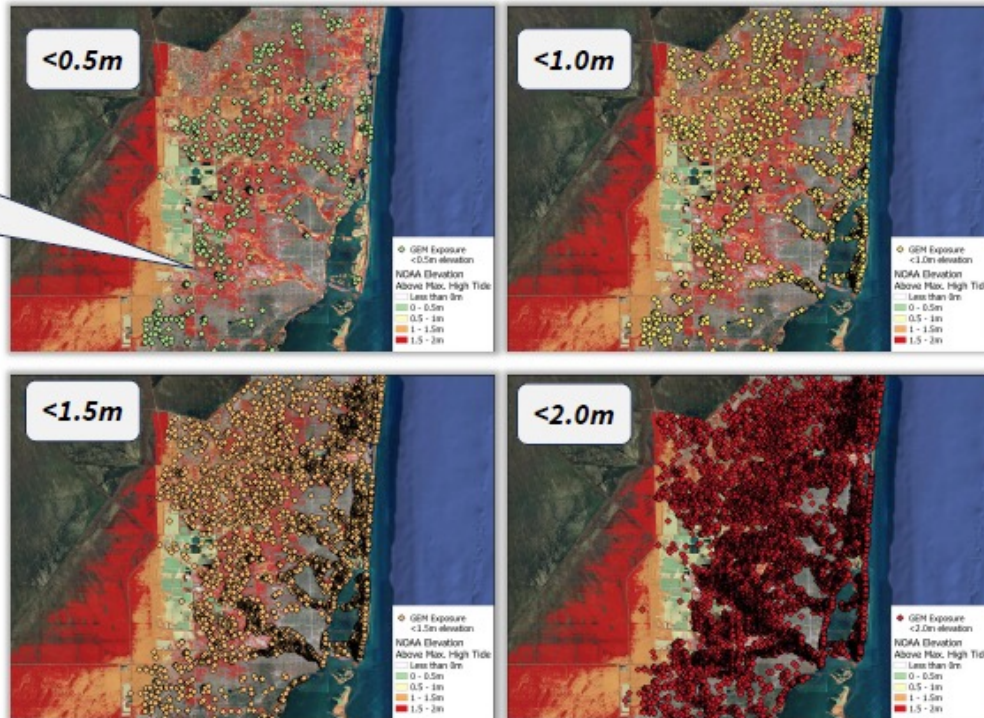 <0.5m
GEM Exposure
<0.5m elevation
NOAA Elevation
Above Max. High Tide
Less than 0m
0 - 0.5m
0.5 - 1m
1 - 1.5m
1.5 - 2m
<1.0m
GEM Exposure
<1.0m elevation
NOAA Elevation
Above Max. High Tide
Less than 0m
0 - 0.5m
0.5 - 1m
1 - 1.5m
1.5 - 2m
<1.5m
GEM Exposure
<1.5m elevation
NOAA Elevation
Above Max. High Tide
Less than 0m
0 - 0.5m
0.5 - 1m
1 - 1.5m
1.5 - 2m
<2.0m
GEM Exposure
<2.0m elevation
NOAA Elevation
Above Max. High Tide
Less than 0m
0 - 0.5m
0.5 - 1m
1 - 1.5m
1.5 - 2m